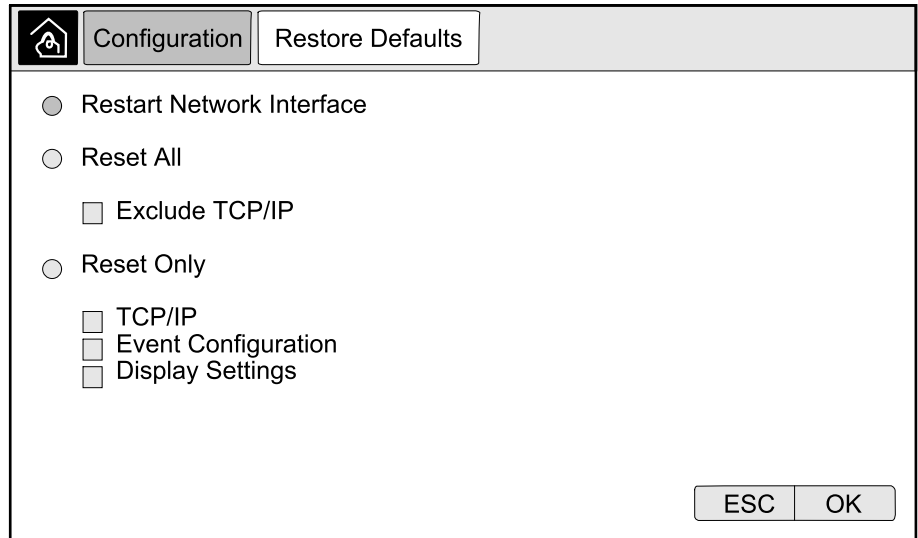 Configuration Restore Defaults
Restart Network Interface
Reset All
Exclude TCP/IP
Reset Only
TCP/IP
Event Configuration
Display Settings
ESC OK